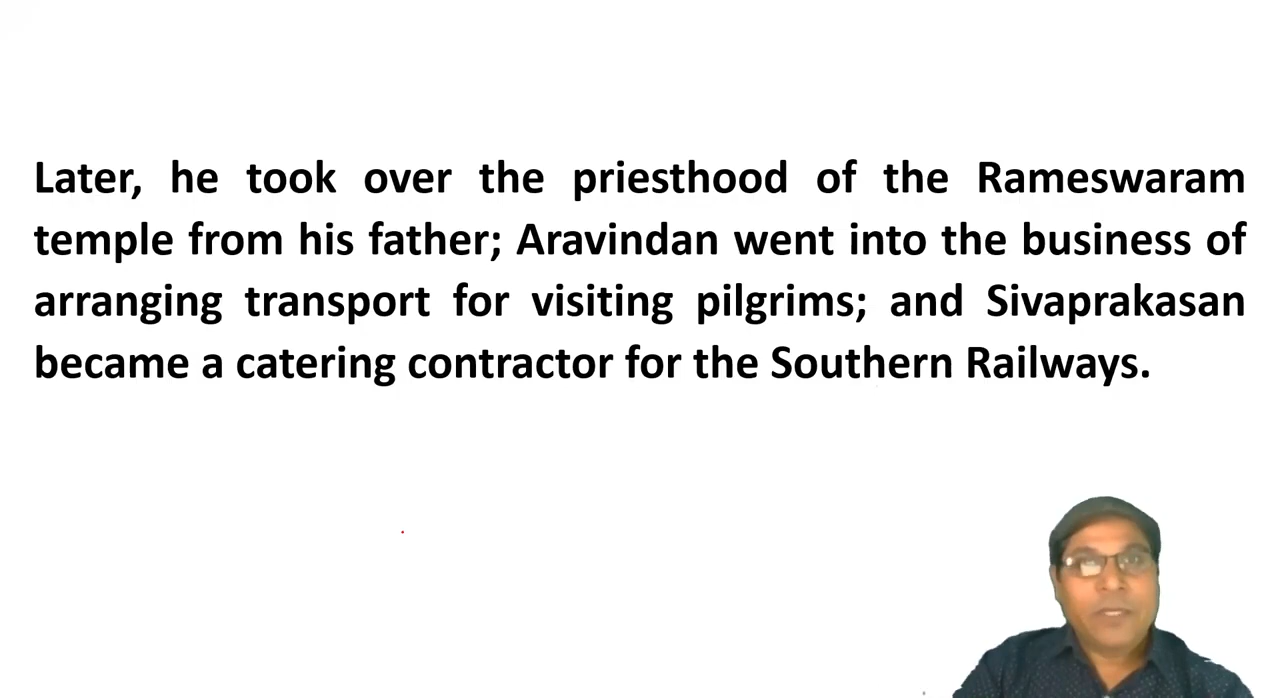 Later, he took over the priesthood of the Rameswaram
temple from his father; Aravindan went into the business of
arranging transport for visiting pilgrims; and Sivaprakasan
became a catering contractor for the Southern Railways.